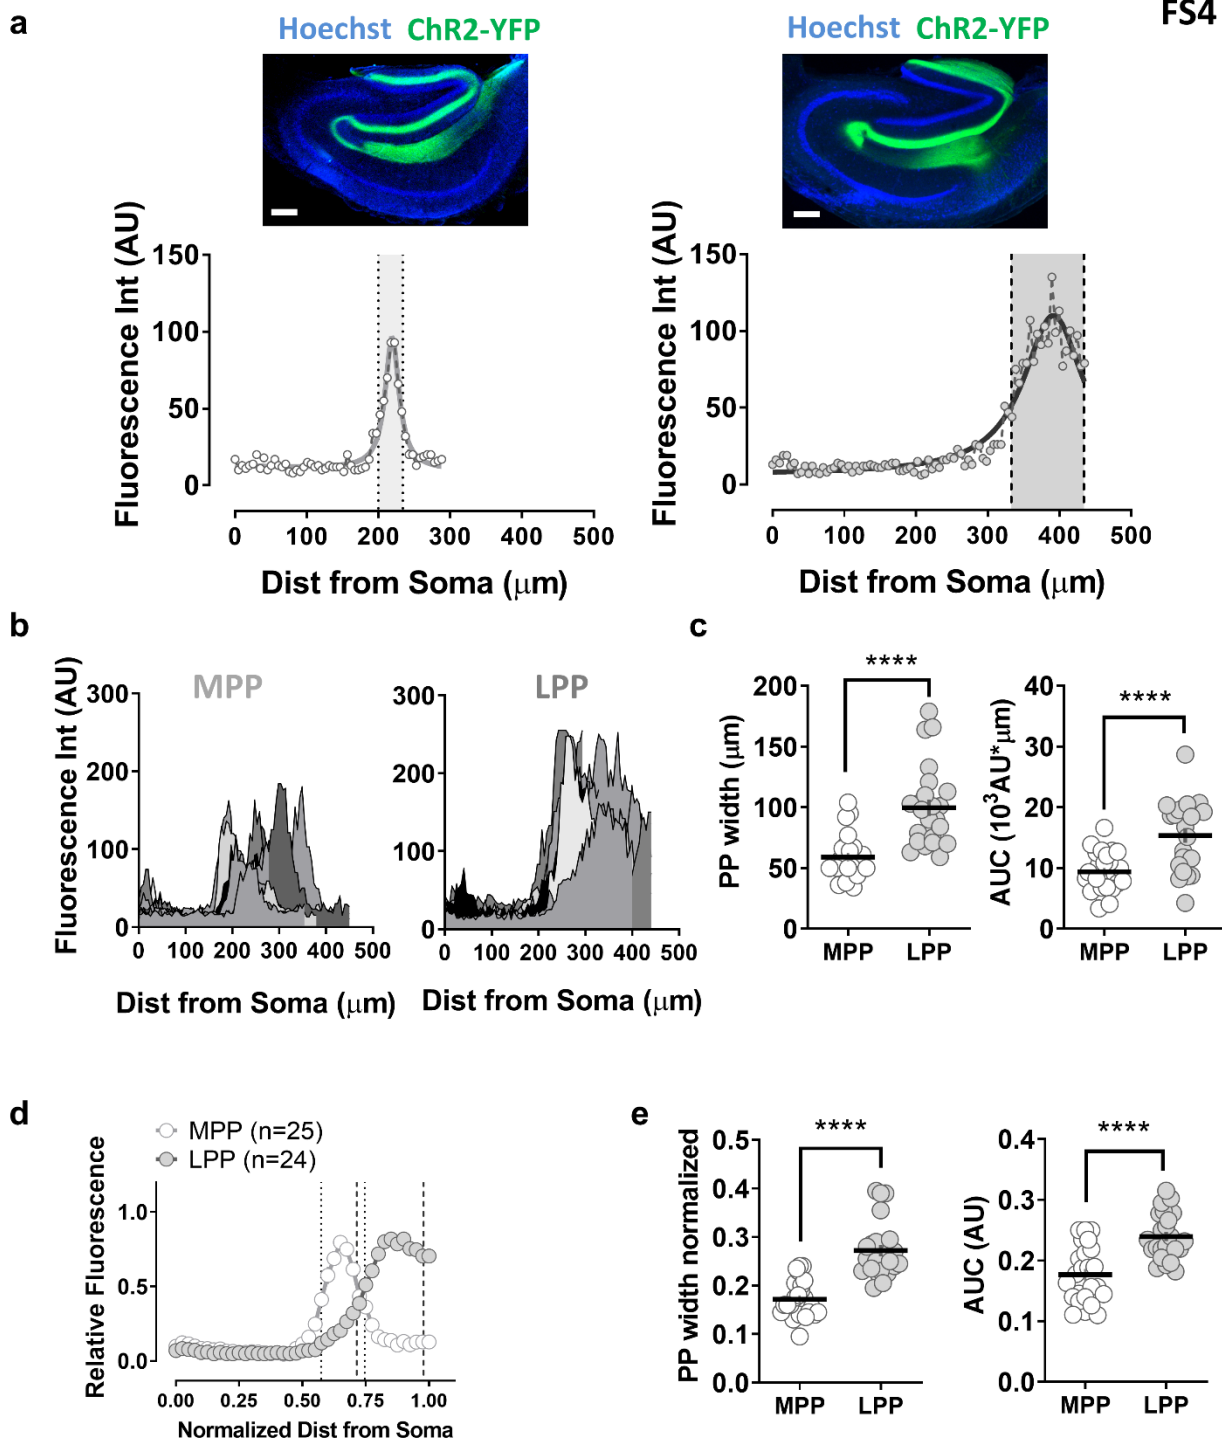 FS4
a
Hoechst ChR2-YFP
Hoechst ChR2-YFP
Fluorescence Int (AU)
150
100
50
0
0 100 200 300 400 500
Dist from Soma (μm)
Fluorescence Int (AU)
150
100
50
0
0 100 200 300 400 500
Dist from Soma (μm)
b
MPP
Fluorescence Int (AU)
300
200
100
0
0 100 200 300 400 500
Dist from Soma (μm)
LPP
300
200
100
0
0 100 200 300 400 500
Dist from Soma (μm)
c
****
PP width (μm)
200
150
100
50
0
MPP LPP
****
AUC (10³AU*μm)
40
30
20
10
0
MPP LPP
d
MPP (n=25)
LPP (n=24)
Relative Fluorescence
1.0
0.5
0.0
0.00 0.25 0.50 0.75 1.00
Normalized Dist from Soma
e
****
PP width normalized
0.5
0.4
0.3
0.2
0.1
0.0
MPP LPP
****
AUC (AU)
0.4
0.3
0.2
0.1
0.0
MPP LPP